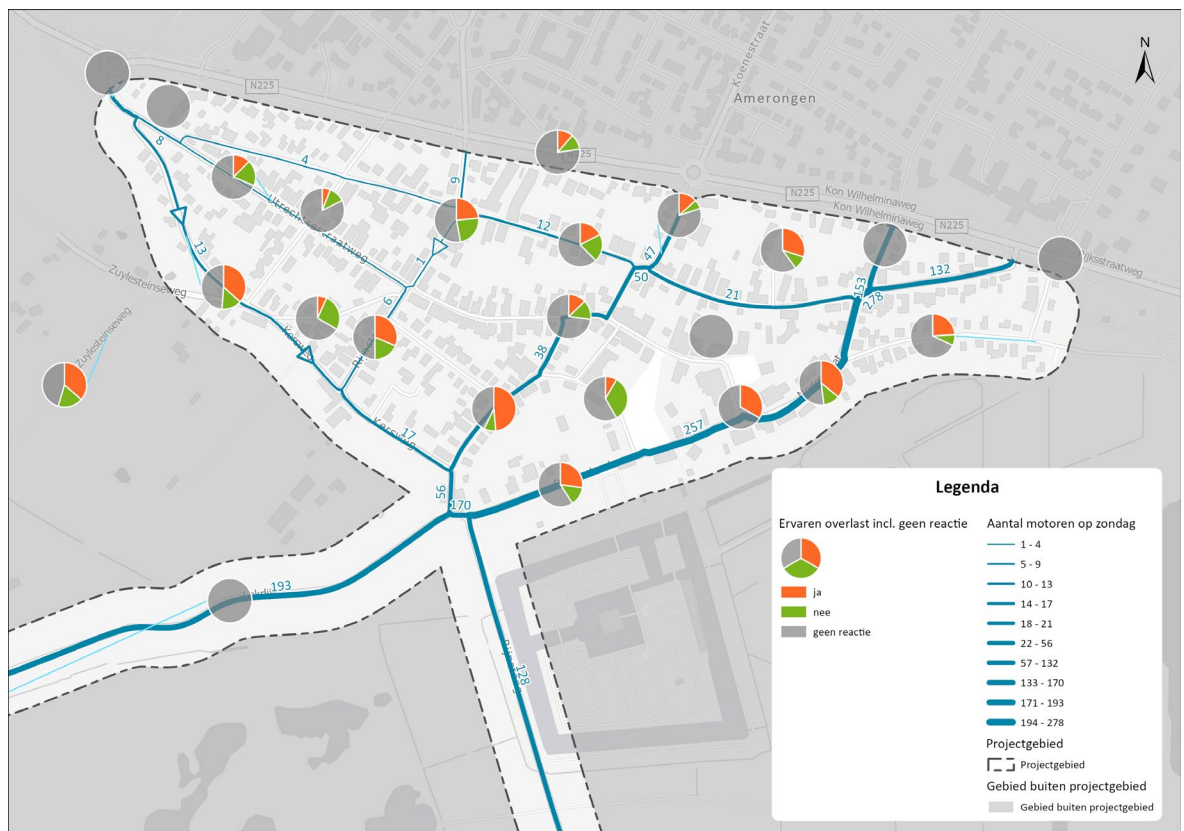 N
N225
Koenestraat
Amerongen
N225
8
4
9
N225
Kon Wilhelminaweg
Kon Wilhelminaweg
N225
Utrechtsestraatweg
12
47
Rijksstraatweg
13
1
50
132
Zuylesteinseweg
21
153
278
6
Zuylesteinseweg
38
Kersweg
17
257
56
170
193
128
Legenda
Ervaren overlast incl. geen reactie
Aantal motoren op zondag
1 - 4
5 - 9
10 - 13
ja
14 - 17
nee
18 - 21
geen reactie
22 - 56
57 - 132
133 - 170
171 - 193
194 - 278
Projectgebied
Projectgebied
Gebied buiten projectgebied
Gebied buiten projectgebied